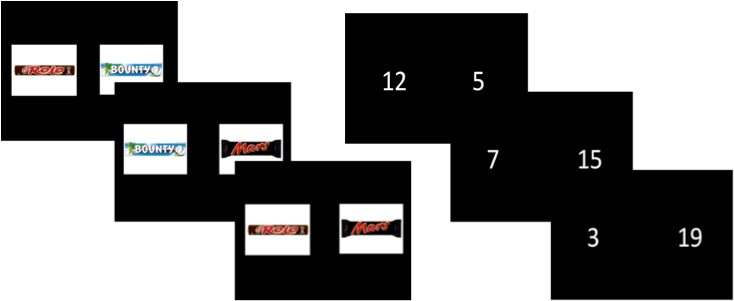 Rolo BOUNTY
BOUNTY Mars
Rolo Mars
12 5
7 15
3 19